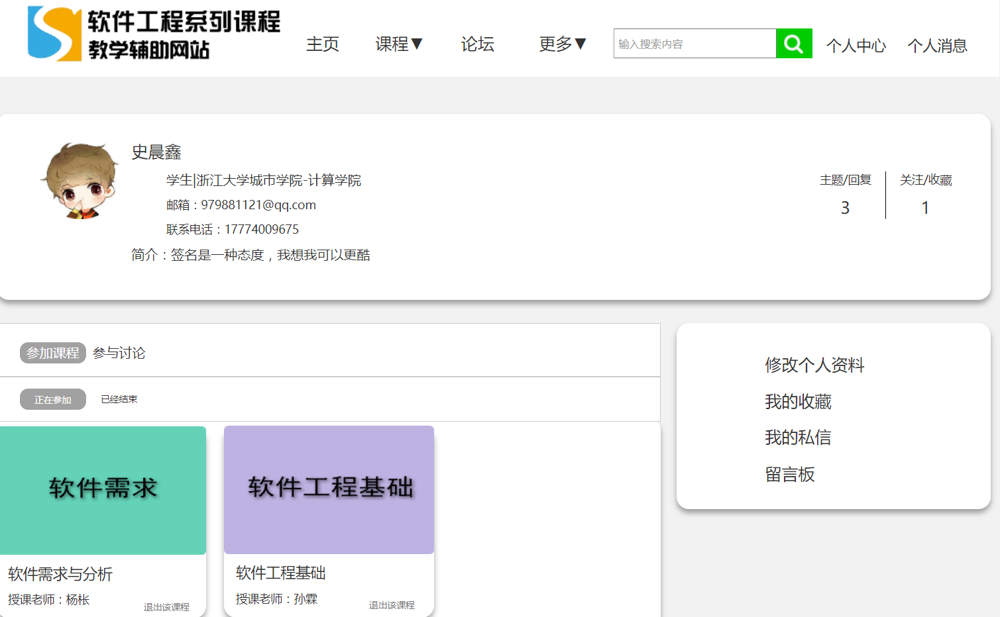 软件工程系列课程
教学辅助网站
主页 课程▼ 论坛 更多▼ 输入搜索内容 个人中心 个人消息
史晨鑫
学生|浙江大学城市学院-计算学院
邮箱：979881121@qq.com
联系电话：17774009675
简介：签名是一种态度，我想我可以更酷
主题/回复 关注/收藏
3 1
参加课程 参与讨论
正在参加 已经结束
软件需求 软件工程基础
软件需求与分析
授课老师：杨枨
退出该课程
软件工程基础
授课老师：孙霖
退出该课程
修改个人资料
我的收藏
我的私信
留言板